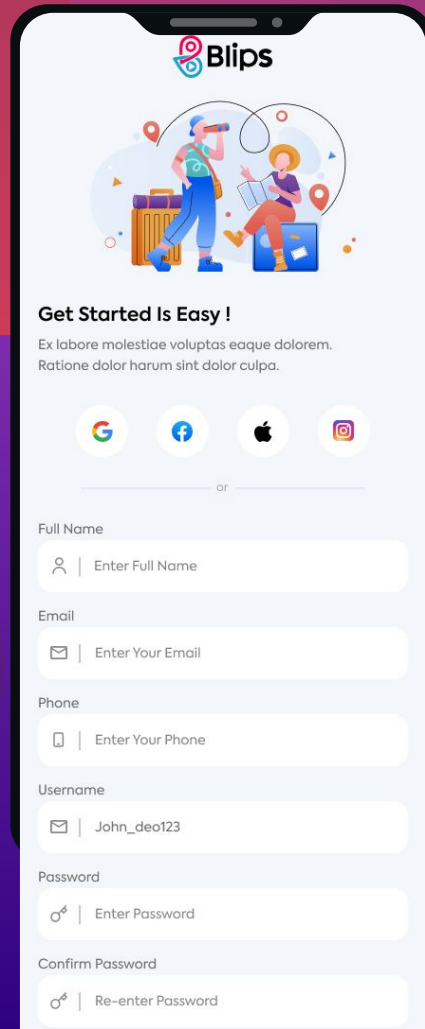 Blips
Get Started Is Easy !
Ex labore molestiae voluptas eaque dolorem.
Ratione dolor harum sint dolor culpa.
or
Full Name
Enter Full Name
Email
Enter Your Email
Phone
Enter Your Phone
Username
John_deo123
Password
Enter Password
Confirm Password
Re-enter Password